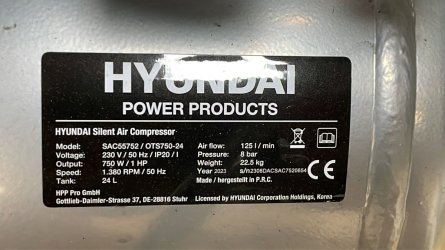 HYUNDAI
POWER PRODUCTS
HYUNDAI Silent Air Compressor
Model: SAC55752 / OTS750-24 Air flow: 125 l / min
Voltage: 230 V / 50 Hz / IP20 / I Pressure: 8 bar
Output: 750 W / 1 HP Weight: 22.5 kg
Speed: 1.380 RPM / 50 Hz Year 2023 s/n2306DACSAC7520654
Tank: 24 L Made / hergestellt in P.R.C.
HPP Pro GmbH
Gottlieb-Daimler-Strasse 37, DE-28816 Stuhr Licensed by HYUNDAI Corporation Holdings, Korea
CE